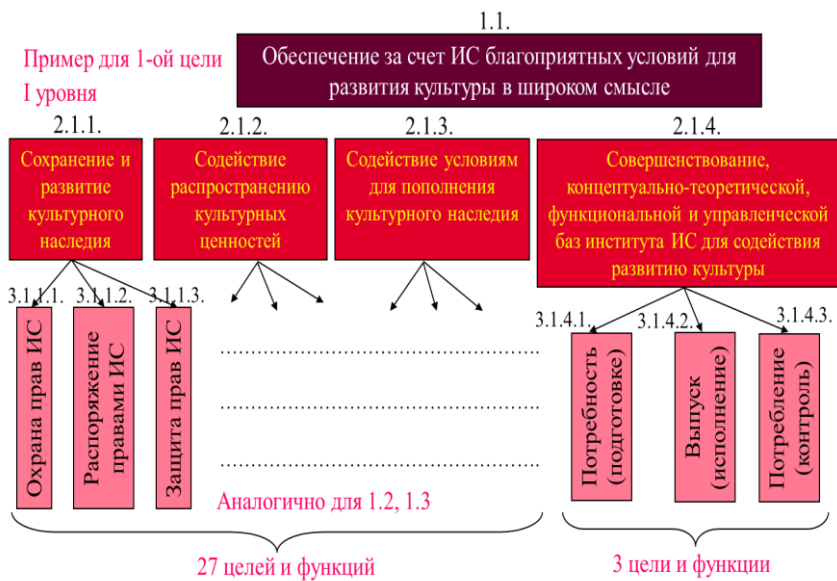 1.1.
Пример для 1-ой цели
I уровня
Обеспечение за счет ИС благоприятных условий для
развития культуры в широком смысле
2.1.1.
2.1.2.
2.1.3.
2.1.4.
Сохранение и
развитие
культурного
наследия
Содействие
распространению
культурных
ценностей
Содействие условиям
для пополнения
культурного наследия
Совершенствование,
концептуально-теоретической,
функциональной и управленческой
баз института ИС для содействия
развитию культуры
3.1.1.1.
3.1.1.2.
3.1.1.3.
3.1.4.1.
3.1.4.2.
3.1.4.3.
Охрана прав ИС
Распоряжение
правами ИС
Защита прав ИС
Потребность
(подготовке)
Выпуск
(исполнение)
Потребление
(контроль)
Аналогично для 1.2, 1.3
27 целей и функций
3 цели и функции